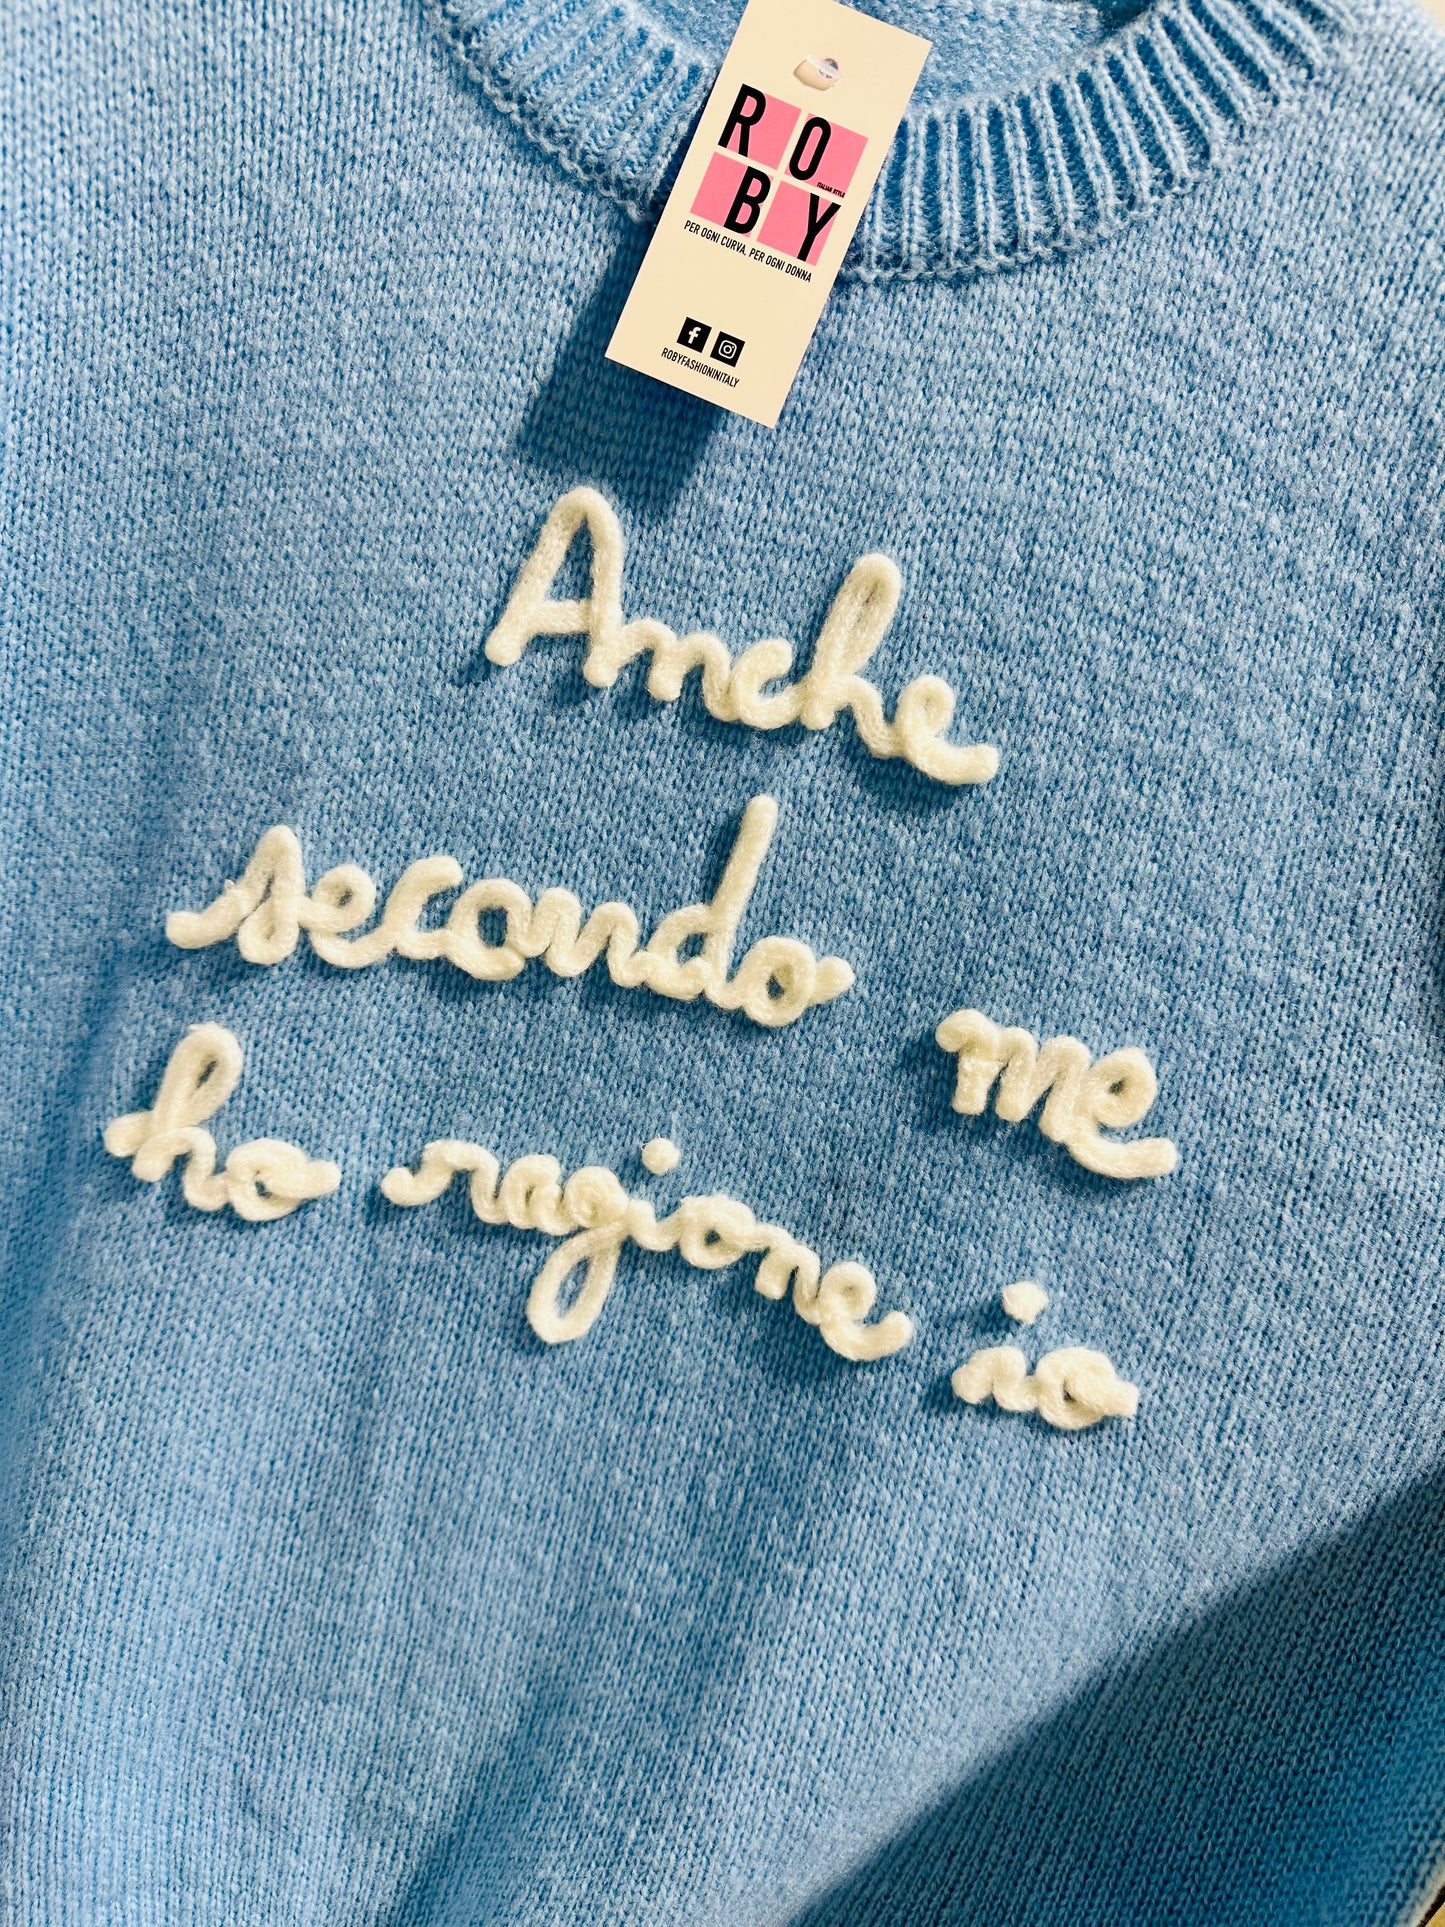 RO
ITALIAN STYLE
BY
PER OGNI CURVA, PER OGNI DONNA
ROBYFASHIONINITALY
Anche
secondo me
ho ragione io